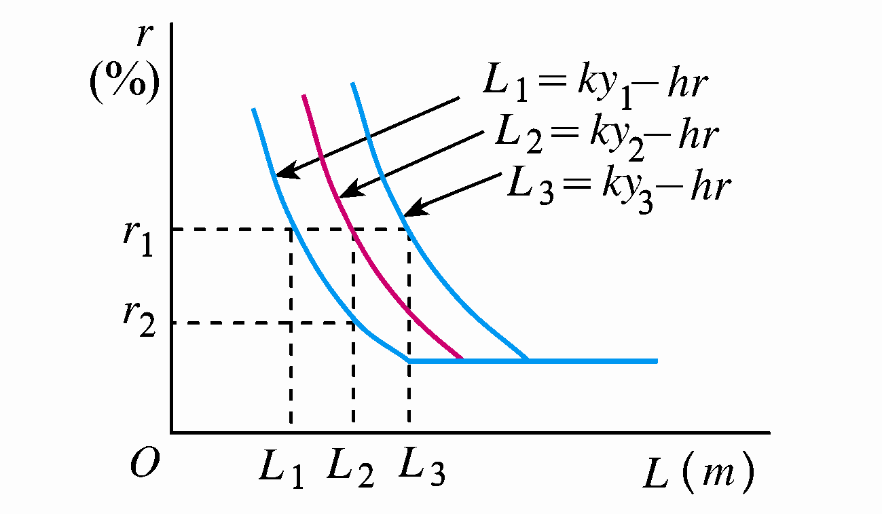 r
(%)
L₁ = ky₁ − hr
L₂ = ky₂ − hr
L₃ = ky₃ − hr
r₁
r₂
O L₁ L₂ L₃ L (m)